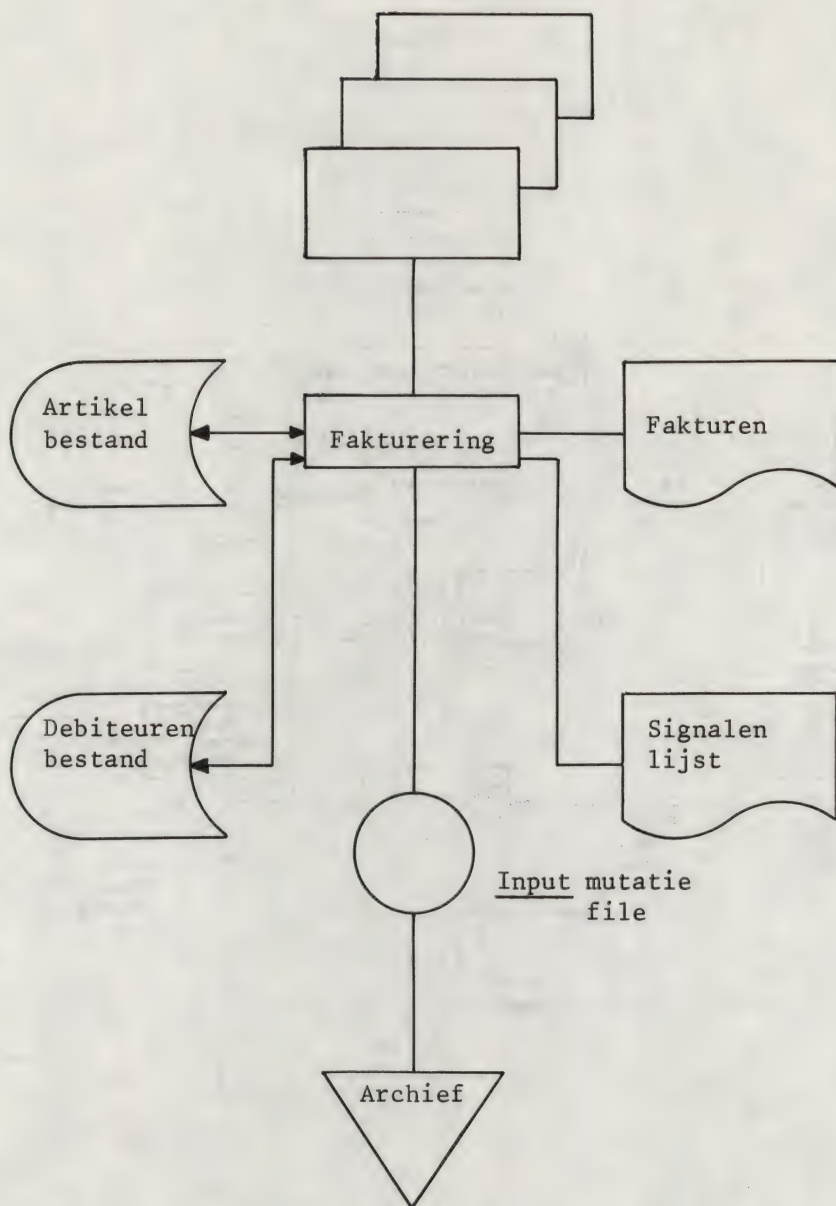 Artikel
bestand
Fakturering
Fakturen
Debiteuren
bestand
Signalen
lijst
Input mutatie
file
Archief